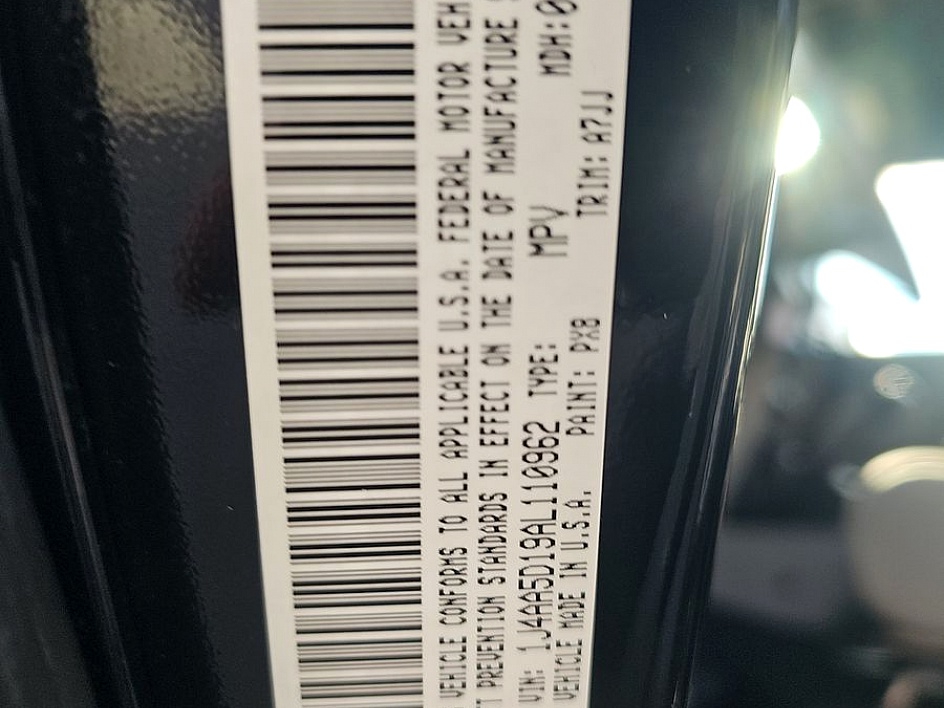 VEHICLE CONFORMS TO ALL APPLICABLE U.S.A. FEDERAL MOTOR VEH
T PREVENTION STANDARDS IN EFFECT ON THE DATE OF MANUFACTURE
VIN: 1J4AA5D19AL110962 TYPE: MPV MDH:0
VEHICLE MADE IN U.S.A. PAINT: PX8 TRIM: A7JJ